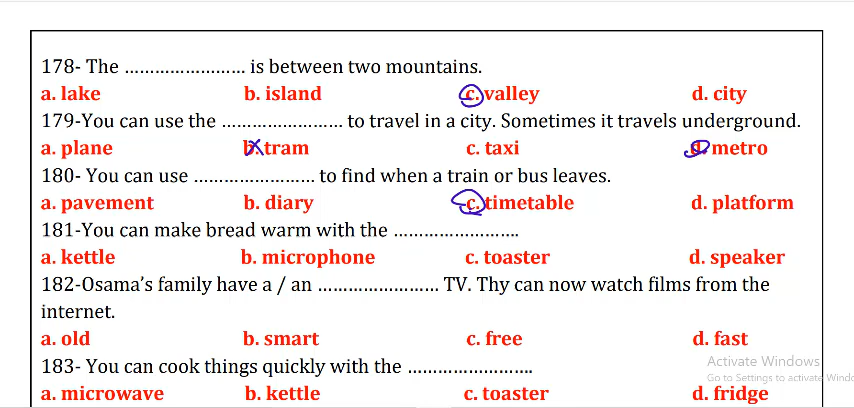 178- The ........................ is between two mountains.
a. lake b. island c. valley d. city
179-You can use the ........................ to travel in a city. Sometimes it travels underground.
a. plane b. tram c. taxi d. metro
180- You can use ........................ to find when a train or bus leaves.
a. pavement b. diary c. timetable d. platform
181-You can make bread warm with the .........................
a. kettle b. microphone c. toaster d. speaker
182-Osama’s family have a / an ........................ TV. Thy can now watch films from the
internet.
a. old b. smart c. free d. fast
183- You can cook things quickly with the .........................
a. microwave b. kettle c. toaster d. fridge
Activate Windows
Go to Settings to activate Windo